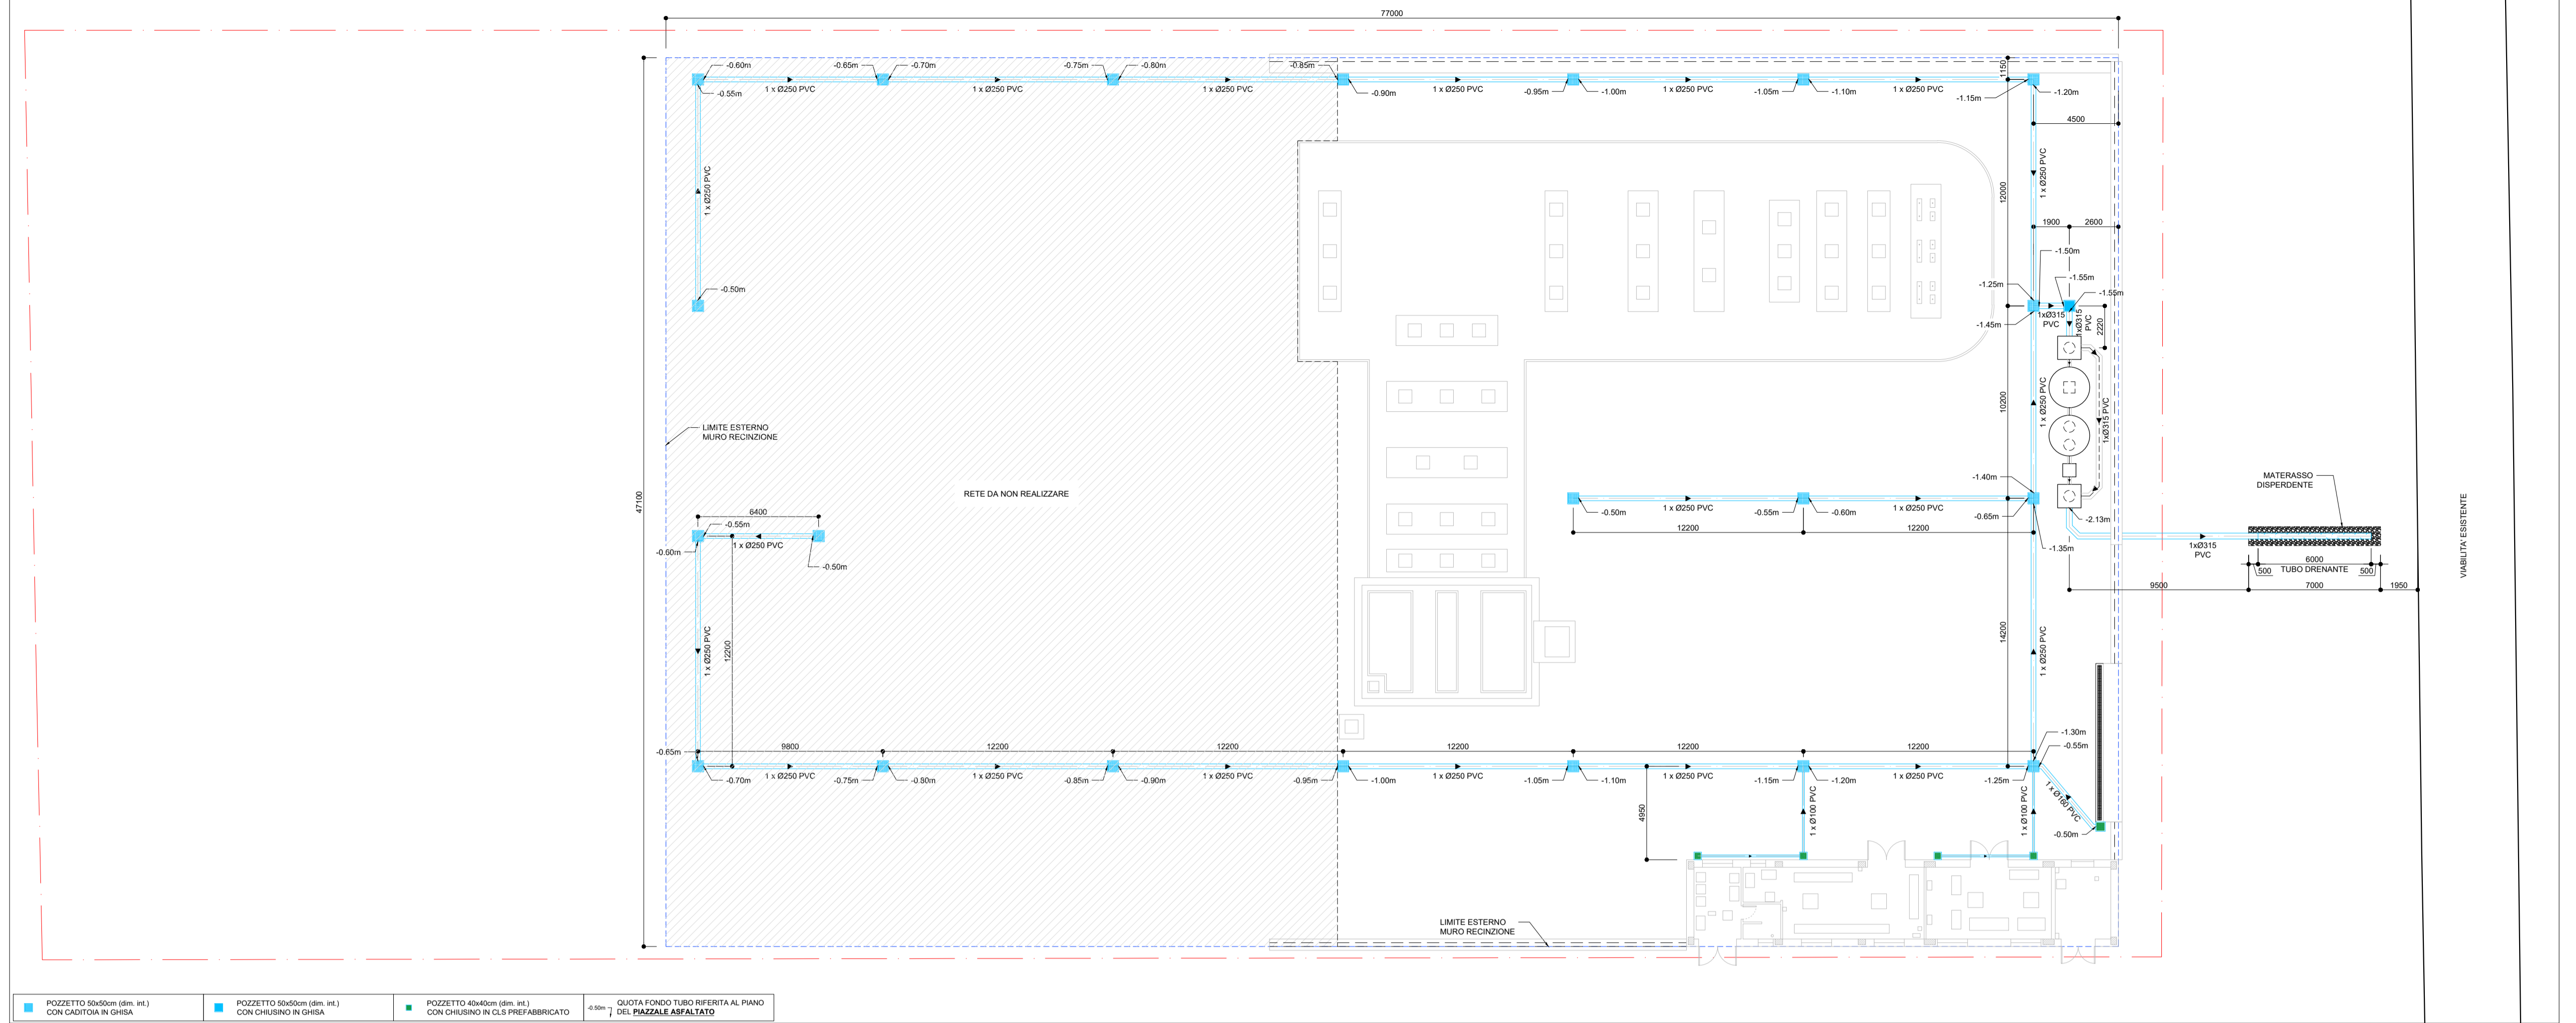 77000
-0.60m
-0.65m
-0.70m
-0.75m
-0.80m
-0.85m
1150
-0.55m
1 x Ø250 PVC
1 x Ø250 PVC
1 x Ø250 PVC
-0.90m
1 x Ø250 PVC
-0.95m
-1.00m
1 x Ø250 PVC
-1.05m
-1.10m
1 x Ø250 PVC
-1.15m
-1.20m
4500
1 x Ø250 PVC
12000
1 x Ø250 PVC
1900
2600
-1.50m
-1.55m
-1.25m
-1.55m
-0.50m
1xØ315
PVC
1xØ315
PVC
2220
-1.45m
10200
1 x Ø250 PVC
1xØ315 PVC
LIMITE ESTERNO
MURO RECINZIONE
47100
RETE DA NON REALIZZARE
-1.40m
MATERASSO
DISPERDENTE
VIABILITA' ESISTENTE
-0.50m
1 x Ø250 PVC
-0.55m
-0.60m
1 x Ø250 PVC
-0.65m
-2.13m
6400
-0.55m
12200
12200
-0.60m
1 x Ø250 PVC
-0.50m
-1.35m
1xØ315
PVC
6000
500
TUBO DRENANTE
500
9500
7000
1950
1 x Ø250 PVC
12200
14200
1 x Ø250 PVC
-0.65m
9800
12200
12200
12200
12200
12200
-1.30m
-0.55m
-0.70m
1 x Ø250 PVC
-0.75m
-0.80m
1 x Ø250 PVC
-0.85m
-0.90m
1 x Ø250 PVC
-0.95m
-1.00m
1 x Ø250 PVC
-1.05m
-1.10m
1 x Ø250 PVC
-1.15m
-1.20m
1 x Ø250 PVC
-1.25m
4950
1 x Ø100 PVC
1 x Ø100 PVC
1 x Ø160 PVC
-0.50m
LIMITE ESTERNO
MURO RECINZIONE
POZZETTO 50x50cm (dim. int.)
CON CADITOIA IN GHISA
POZZETTO 50x50cm (dim. int.)
CON CHIUSINO IN GHISA
POZZETTO 40x40cm (dim. int.)
CON CHIUSINO IN CLS PREFABBRICATO
-0.50m
QUOTA FONDO TUBO RIFERITA AL PIANO
DEL PIAZZALE ASFALTATO